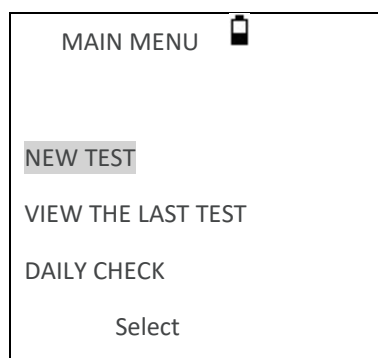 MAIN MENU
NEW TEST
VIEW THE LAST TEST
DAILY CHECK
Select